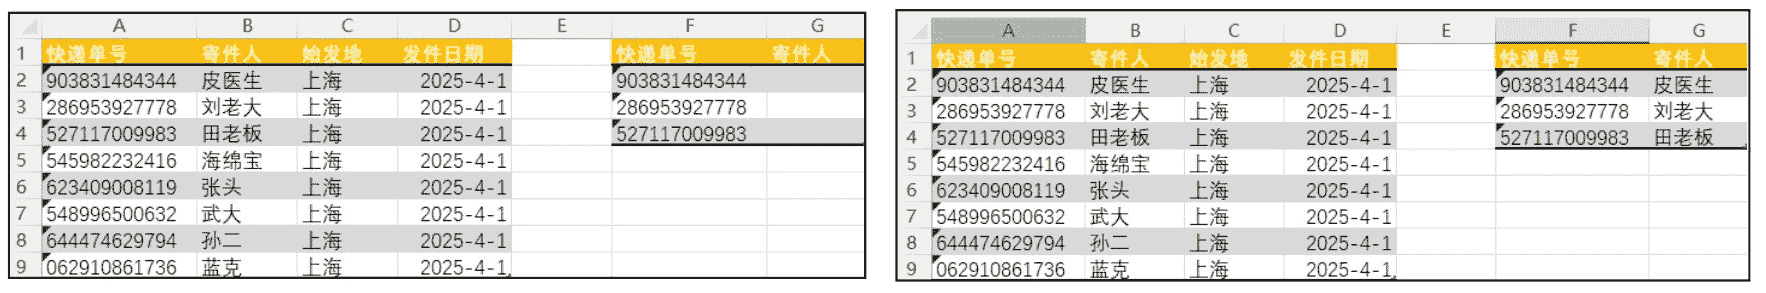 A B C D E F G
1 快递单号 寄件人 始发地 发件日期 快递单号 寄件人
2 903831484344 皮医生 上海 2025-4-1 903831484344
3 286953927778 刘老大 上海 2025-4-1 286953927778
4 527117009983 田老板 上海 2025-4-1 527117009983
5 545982232416 海绵宝 上海 2025-4-1
6 623409008119 张头 上海 2025-4-1
7 548996500632 武大 上海 2025-4-1
8 644474629794 孙二 上海 2025-4-1
9 062910861736 蓝克 上海 2025-4-1
A B C D E F G
1 快递单号 寄件人 始发地 发件日期 快递单号 寄件人
2 903831484344 皮医生 上海 2025-4-1 903831484344 皮医生
3 286953927778 刘老大 上海 2025-4-1 286953927778 刘老大
4 527117009983 田老板 上海 2025-4-1 527117009983 田老板
5 545982232416 海绵宝 上海 2025-4-1
6 623409008119 张头 上海 2025-4-1
7 548996500632 武大 上海 2025-4-1
8 644474629794 孙二 上海 2025-4-1
9 062910861736 蓝克 上海 2025-4-1